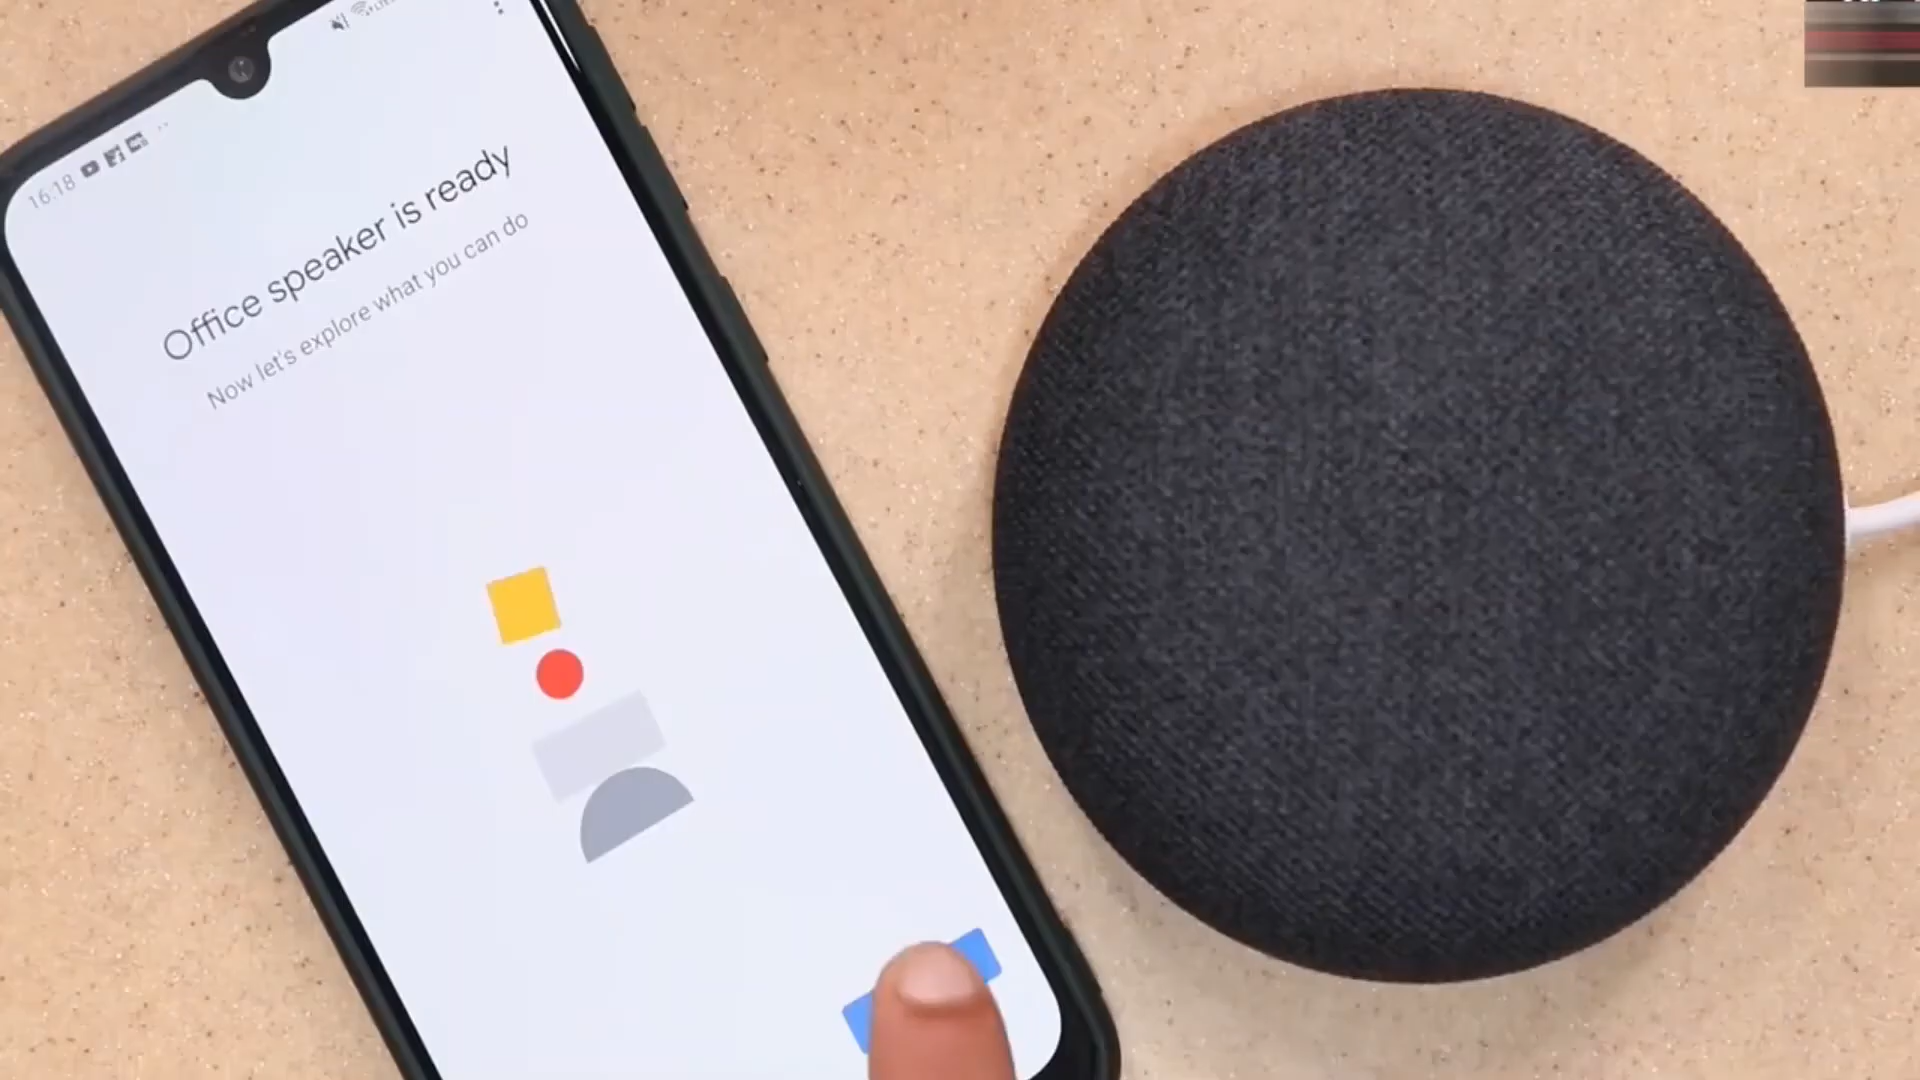 16:18
Office speaker is ready
Now let's explore what you can do